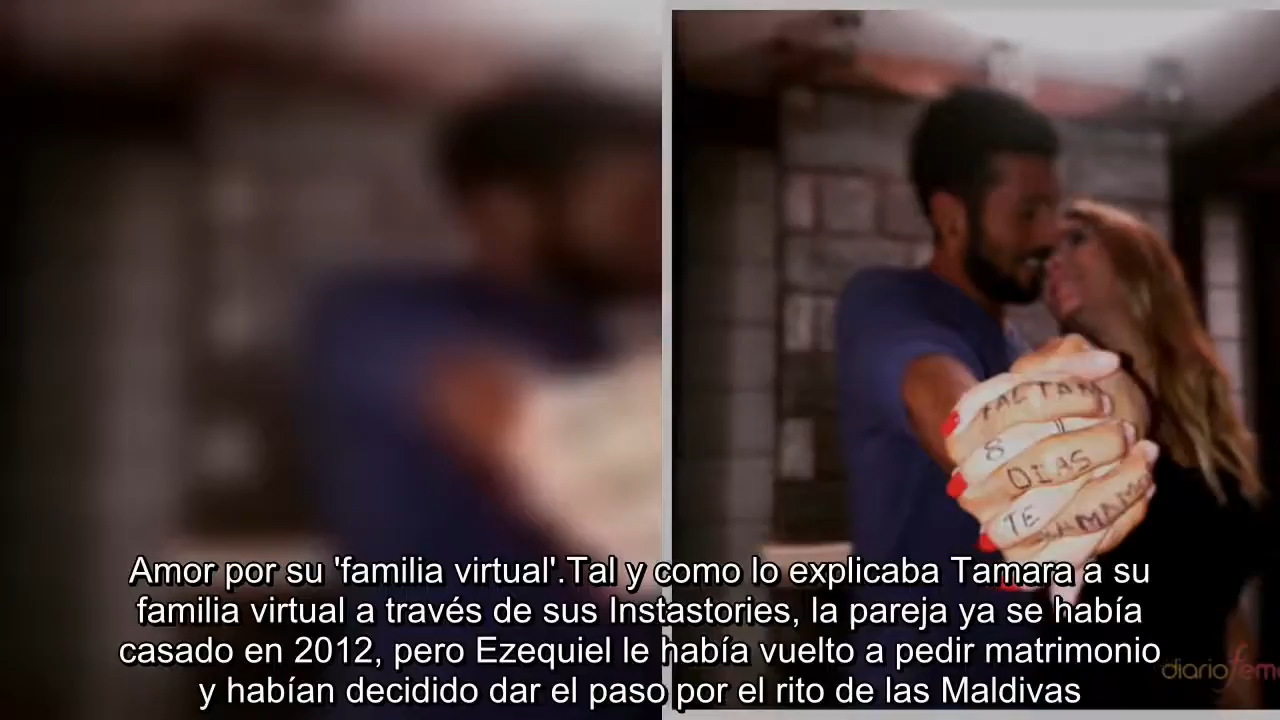 FALTAN
8
DIAS
TE
AMAMOS
Amor por su 'familia virtual'.Tal y como lo explicaba Tamara a su
familia virtual a través de sus Instastories, la pareja ya se había
casado en 2012, pero Ezequiel le había vuelto a pedir matrimonio
y habían decidido dar el paso por el rito de las Maldivas
diariofem